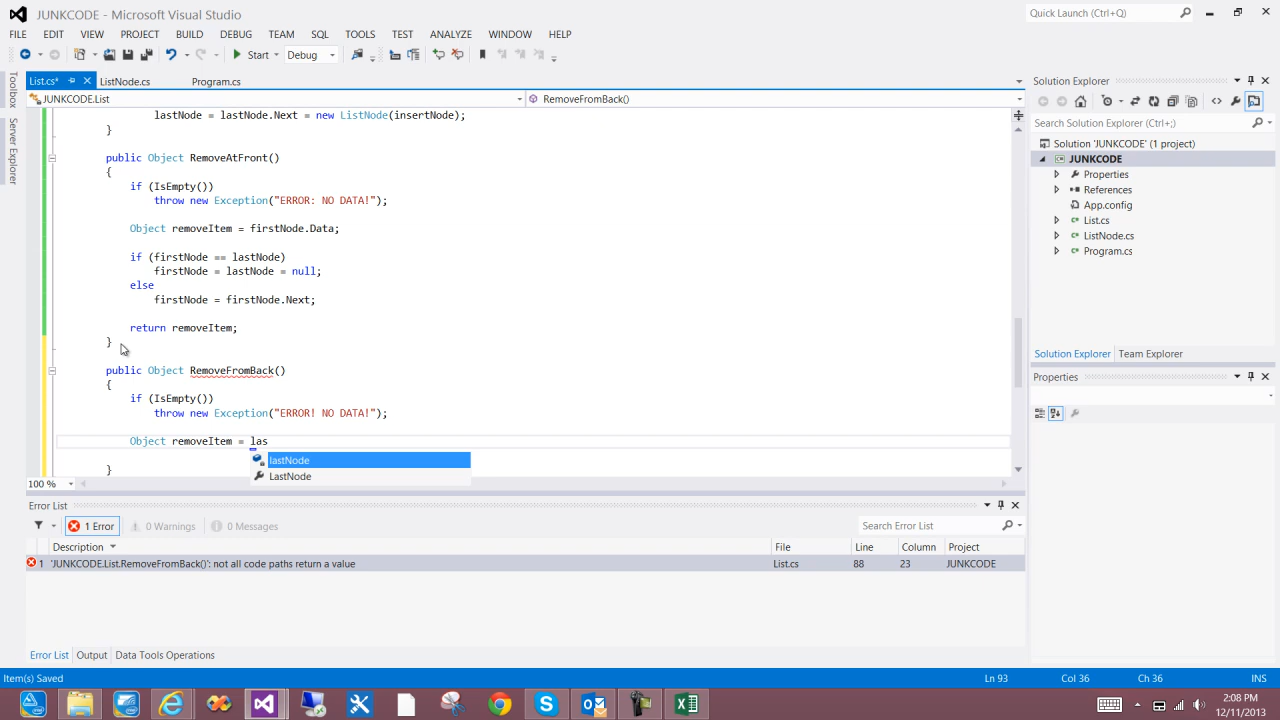 JUNKCODE - Microsoft Visual Studio
Quick Launch (Ctrl+Q)
FILE EDIT VIEW PROJECT BUILD DEBUG TEAM SQL TOOLS TEST ANALYZE WINDOW HELP
Start Debug
List.cs* ListNode.cs Program.cs
Toolbox
Server Explorer
JUNKCODE.List RemoveFromBack()
lastNode = lastNode.Next = new ListNode(insertNode);
}
public Object RemoveAtFront()
{
if (IsEmpty())
throw new Exception("ERROR: NO DATA!");
Object removeItem = firstNode.Data;
if (firstNode == lastNode)
firstNode = lastNode = null;
else
firstNode = firstNode.Next;
return removeItem;
}
public Object RemoveFromBack()
{
if (IsEmpty())
throw new Exception("ERROR! NO DATA!");
Object removeItem = las
lastNode
LastNode
}
100 %
Solution Explorer
Search Solution Explorer (Ctrl+;)
Solution 'JUNKCODE' (1 project)
JUNKCODE
Properties
References
App.config
List.cs
ListNode.cs
Program.cs
Solution Explorer Team Explorer
Properties
Error List
1 Error 0 Warnings 0 Messages
Search Error List
Description File Line Column Project
1 'JUNKCODE.List.RemoveFromBack()': not all code paths return a value List.cs 88 23 JUNKCODE
Error List Output Data Tools Operations
Item(s) Saved Ln 93 Col 36 Ch 36 INS
2:08 PM
12/11/2013